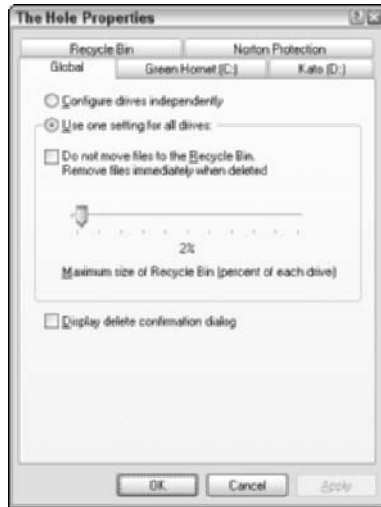 The Hole Properties
Recycle Bin Norton Protection
Global Green Hornet (C:) Kato (D:)
Configure drives independently
Use one setting for all drives:
Do not move files to the Recycle Bin.
Remove files immediately when deleted
2%
Maximum size of Recycle Bin (percent of each drive)
Display delete confirmation dialog
OK Cancel Apply